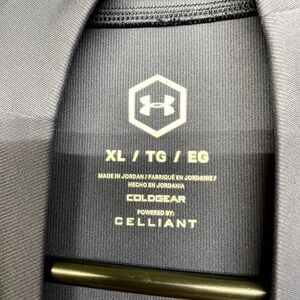 XL / TG / EG
MADE IN JORDAN / FABRIQUÉ EN JORDANIE /
HECHO EN JORDANIA
COLDGEAR
POWERED BY:
CELLIANT